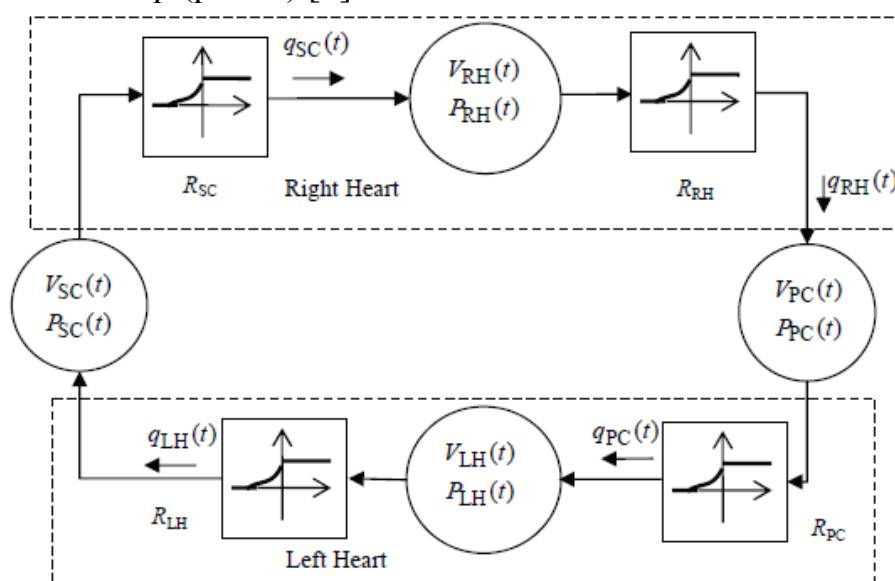 q_SC(t)
V_RH(t)
P_RH(t)
R_SC
Right Heart
R_RH
q_RH(t)
V_SC(t)
P_SC(t)
V_PC(t)
P_PC(t)
q_LH(t)
V_LH(t)
P_LH(t)
q_PC(t)
R_LH
Left Heart
R_PC